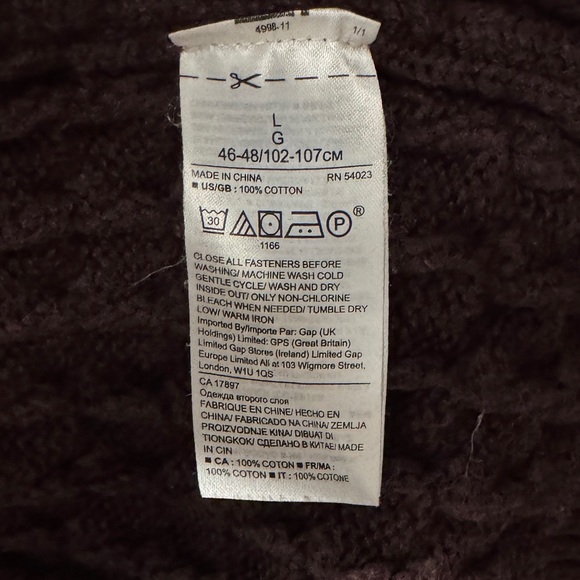 4998-11
1/1
L
G
46-48/102-107CM
MADE IN CHINA RN 54023
■ US/GB : 100% COTTON
30 P ®
1166
CLOSE ALL FASTENERS BEFORE
WASHING/ MACHINE WASH COLD
GENTLE CYCLE/ WASH AND DRY
INSIDE OUT/ ONLY NON-CHLORINE
BLEACH WHEN NEEDED/ TUMBLE DRY
LOW/ WARM IRON
Imported By/Importe Par: Gap (UK
Holdings) Limited: GPS (Great Britain)
Limited Gap Stores (Ireland) Limited Gap
Europe Limited All at 103 Wigmore Street,
London, W1U 1QS
CA 17897
Одежда второго слоя
FABRIQUE EN CHINE/ HECHO EN
CHINA/ FABRICADO NA CHINA/ ZEMLJA
PROIZVODNJE KINA/ DIBUAT DI
TIONGKOK/ СДЕЛАНО В КИТАЕ/ MADE
IN CIN
■ CA : 100% COTON ■ FR/MA :
100% COTON ■ IT : 100% COTONE